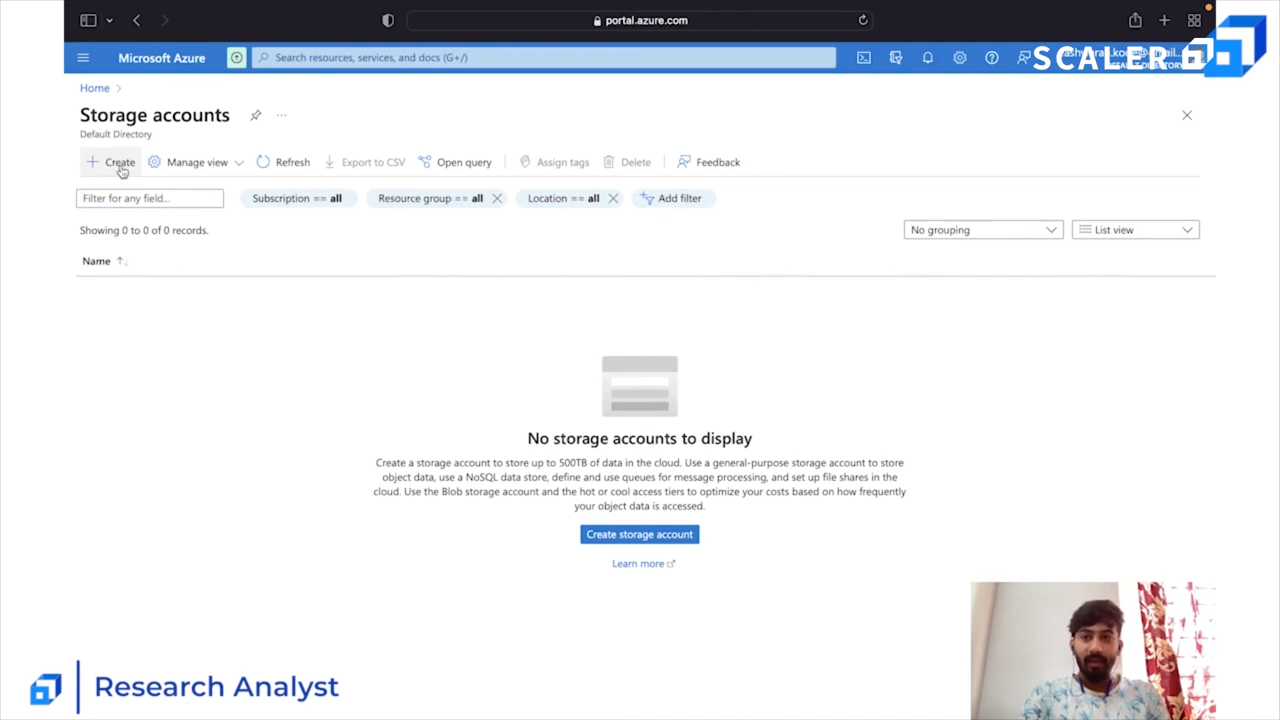 portal.azure.com
Microsoft Azure
Search resources, services, and docs (G+/)
SCALER
Home
Storage accounts
Default Directory
Create
Manage view
Refresh
Export to CSV
Open query
Assign tags
Delete
Feedback
Filter for any field...
Subscription == all
Resource group == all
Location == all
Add filter
Showing 0 to 0 of 0 records.
No grouping
List view
Name
No storage accounts to display
Create a storage account to store up to 500TB of data in the cloud. Use a general-purpose storage account to store
object data, use a NoSQL data store, define and use queues for message processing, and set up file shares in the
cloud. Use the Blob storage account and the hot or cool access tiers to optimize your costs based on how frequently
your object data is accessed.
Create storage account
Learn more
Research Analyst